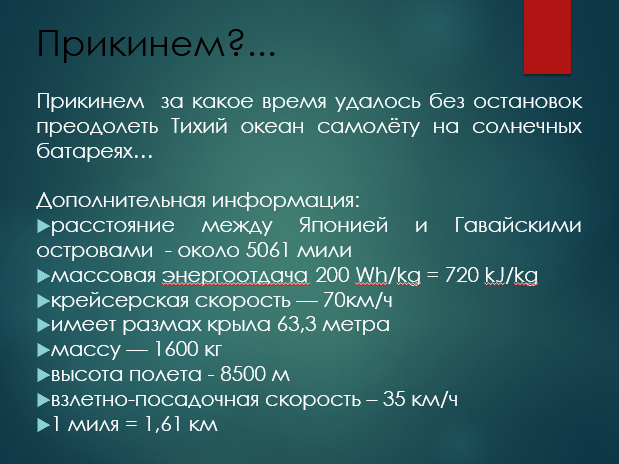 Прикинем?...
Прикинем за какое время удалось без остановок
преодолеть Тихий океан самолёту на солнечных
батареях…
Дополнительная информация:
расстояние между Японией и Гавайскими
островами - около 5061 мили
массовая энергоотдача 200 Wh/kg = 720 kJ/kg
крейсерская скорость — 70км/ч
имеет размах крыла 63,3 метра
массу — 1600 кг
высота полета - 8500 м
взлетно-посадочная скорость – 35 км/ч
1 миля = 1,61 км